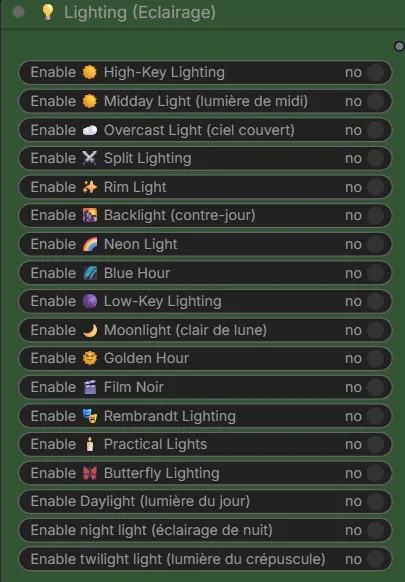 💡 Lighting (Eclairage)
Enable 🌞 High-Key Lighting no
Enable 🌞 Midday Light (lumière de midi) no
Enable ☁️ Overcast Light (ciel couvert) no
Enable ⚔️ Split Lighting no
Enable ✨ Rim Light no
Enable 🌇 Backlight (contre-jour) no
Enable 🌈 Neon Light no
Enable 🌌 Blue Hour no
Enable 🟣 Low-Key Lighting no
Enable 🌙 Moonlight (clair de lune) no
Enable 🌞 Golden Hour no
Enable 🎬 Film Noir no
Enable 🎭 Rembrandt Lighting no
Enable 🕯️ Practical Lights no
Enable 🦋 Butterfly Lighting no
Enable Daylight (lumière du jour) no
Enable night light (éclairage de nuit) no
Enable twilight light (lumière du crépuscule) no